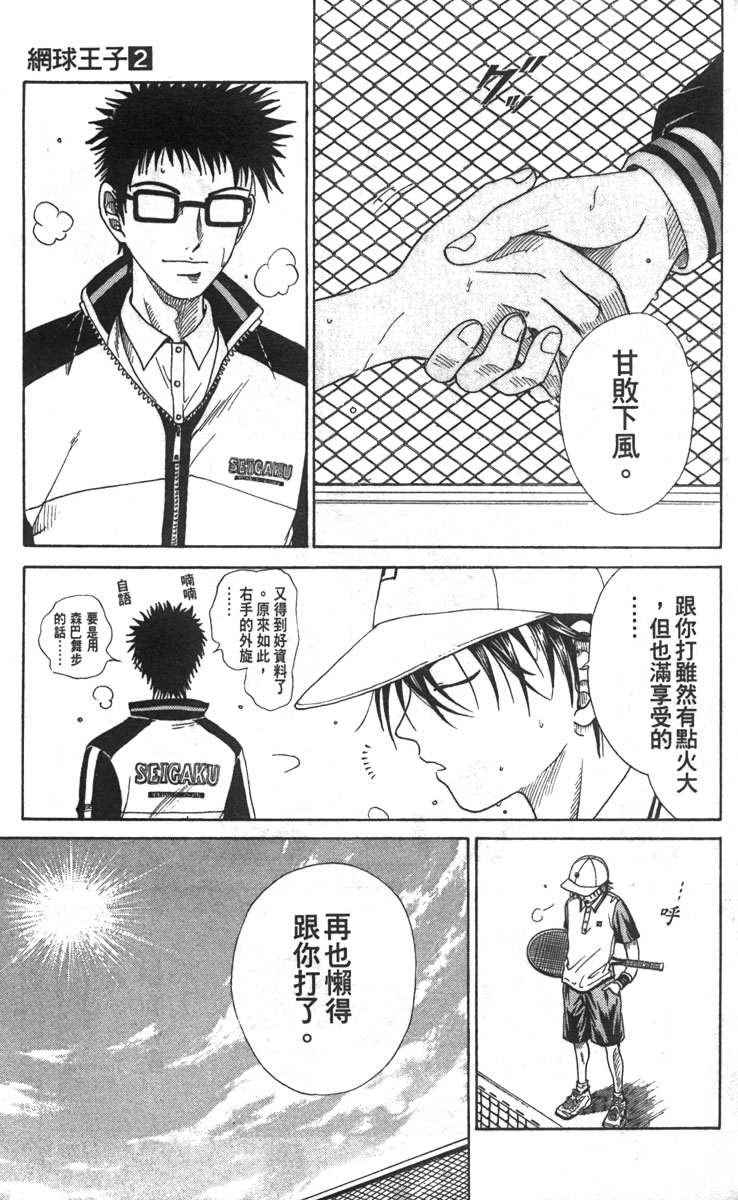 網球王子2
グッ
甘敗下風。
SEIGAKU
跟你打雖然有點火大
，但也滿享受的
……
又得到好資料了
。原來如此，
右手的外旋
……
喃喃
自語
要是用
森巴舞步
的話……
SEIGAKU
呼…
再也懶得
跟你打了。